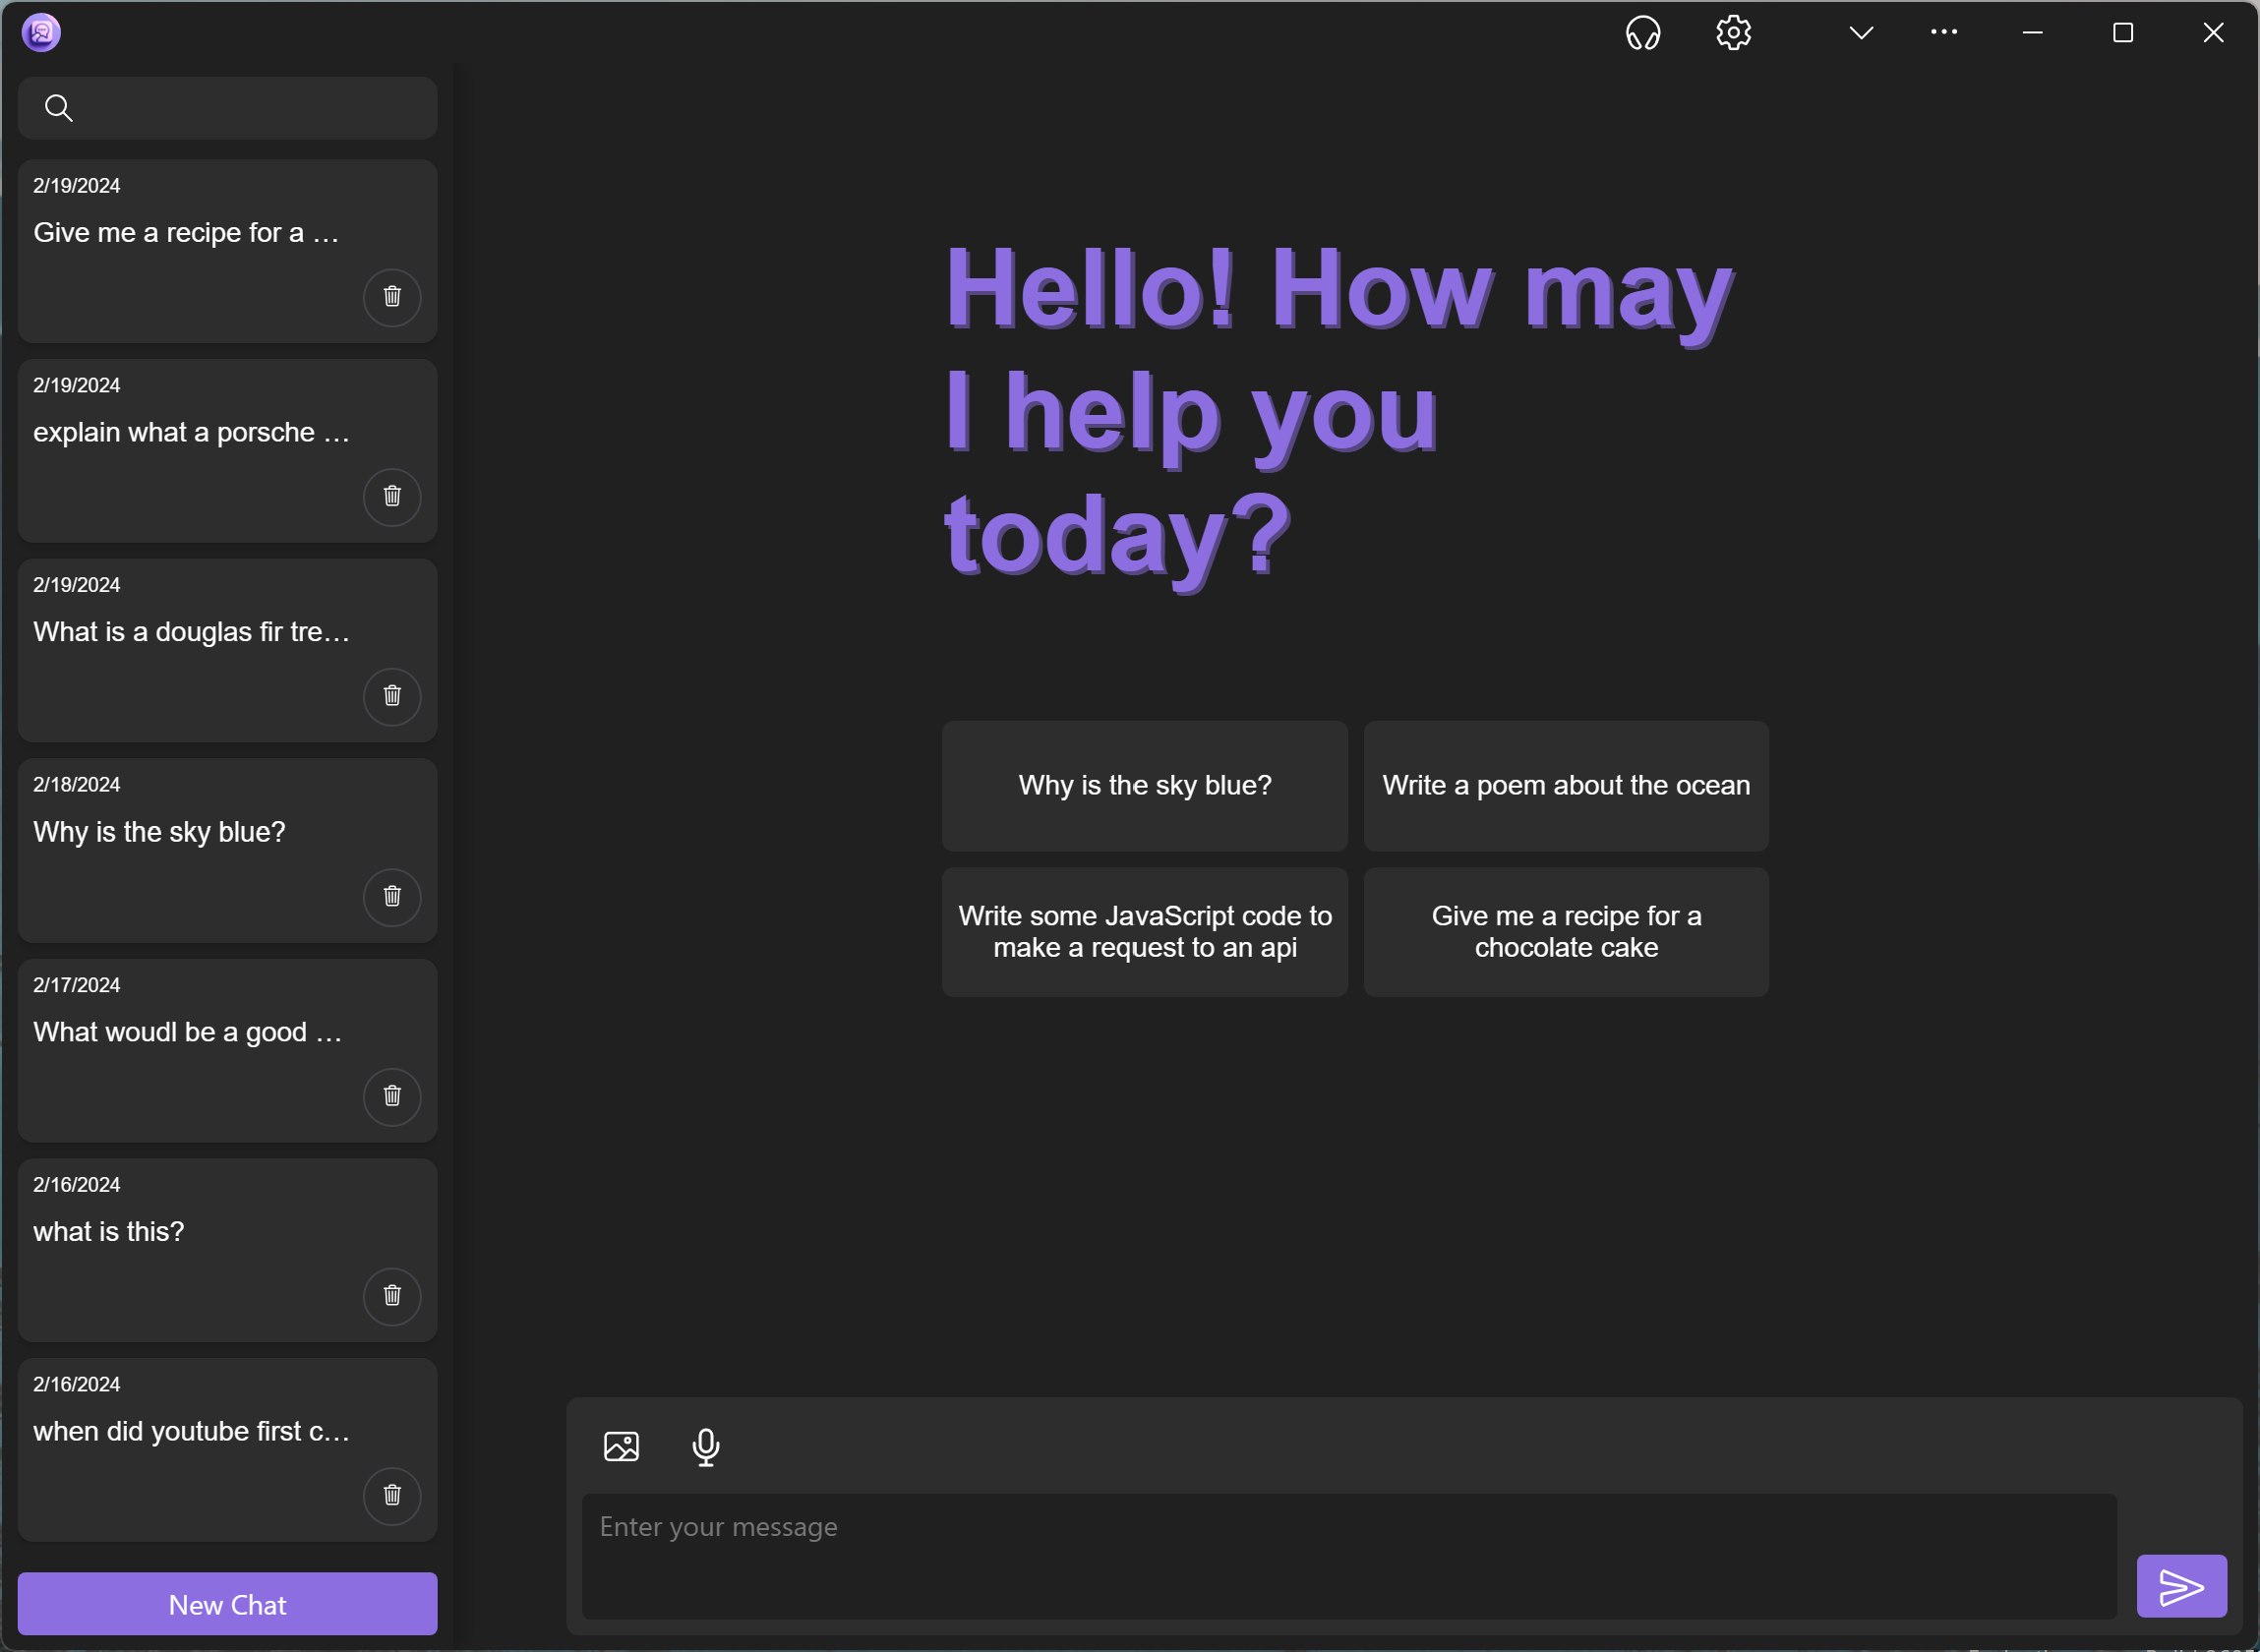 2/19/2024
Give me a recipe for a …
2/19/2024
explain what a porsche …
2/19/2024
What is a douglas fir tre…
2/18/2024
Why is the sky blue?
2/17/2024
What woudl be a good …
2/16/2024
what is this?
2/16/2024
when did youtube first c…
New Chat
Hello! How may
I help you
today?
Why is the sky blue?
Write a poem about the ocean
Write some JavaScript code to
make a request to an api
Give me a recipe for a
chocolate cake
Enter your message